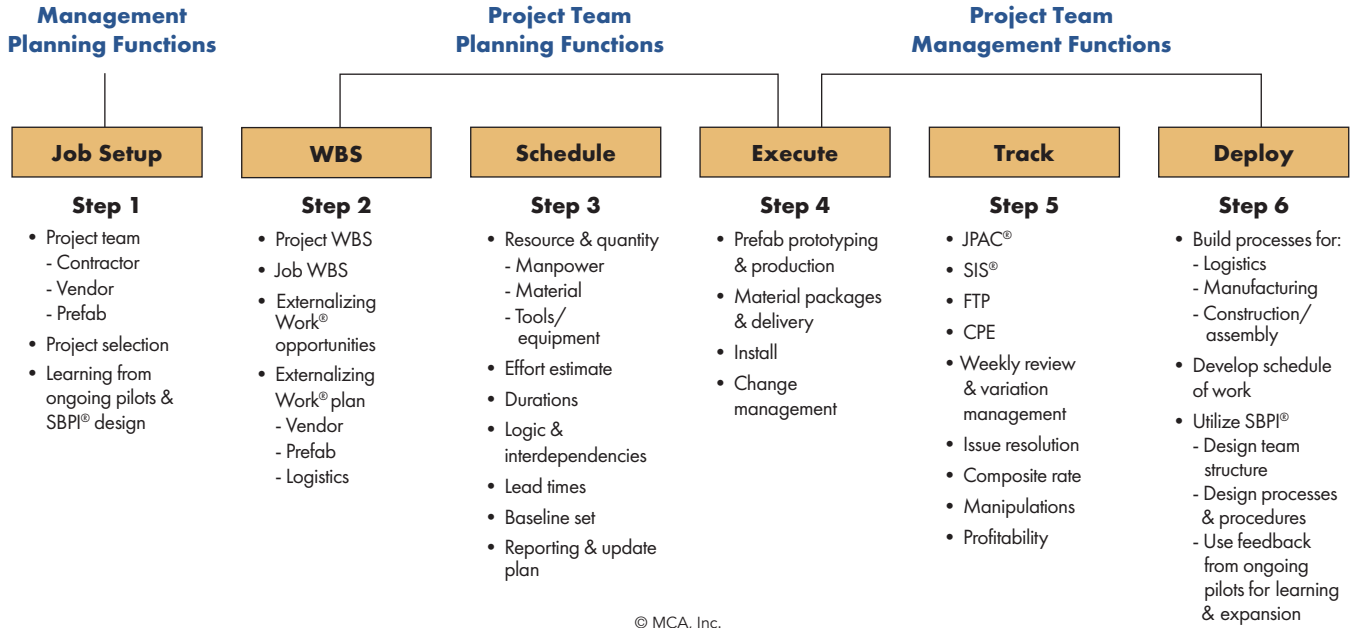 Management
Planning Functions
Project Team
Planning Functions
Project Team
Management Functions
Job Setup
Step 1
• Project team
- Contractor
- Vendor
- Prefab
• Project selection
• Learning from
ongoing pilots &
SBPI® design
WBS
Step 2
• Project WBS
• Job WBS
• Externalizing
Work®
opportunities
• Externalizing
Work® plan
- Vendor
- Prefab
- Logistics
Schedule
Step 3
• Resource & quantity
- Manpower
- Material
- Tools/
equipment
• Effort estimate
• Durations
• Logic &
interdependencies
• Lead times
• Baseline set
• Reporting & update
plan
Execute
Step 4
• Prefab prototyping
& production
• Material packages
& delivery
• Install
• Change
management
Track
Step 5
• JPAC®
• SIS®
• FTP
• CPE
• Weekly review
& variation
management
• Issue resolution
• Composite rate
• Manipulations
• Profitability
Deploy
Step 6
• Build processes for:
- Logistics
- Manufacturing
- Construction/
assembly
• Develop schedule
of work
• Utilize SBPI®
- Design team
structure
- Design processes
& procedures
- Use feedback
from ongoing
pilots for learning
& expansion
© MCA, Inc.